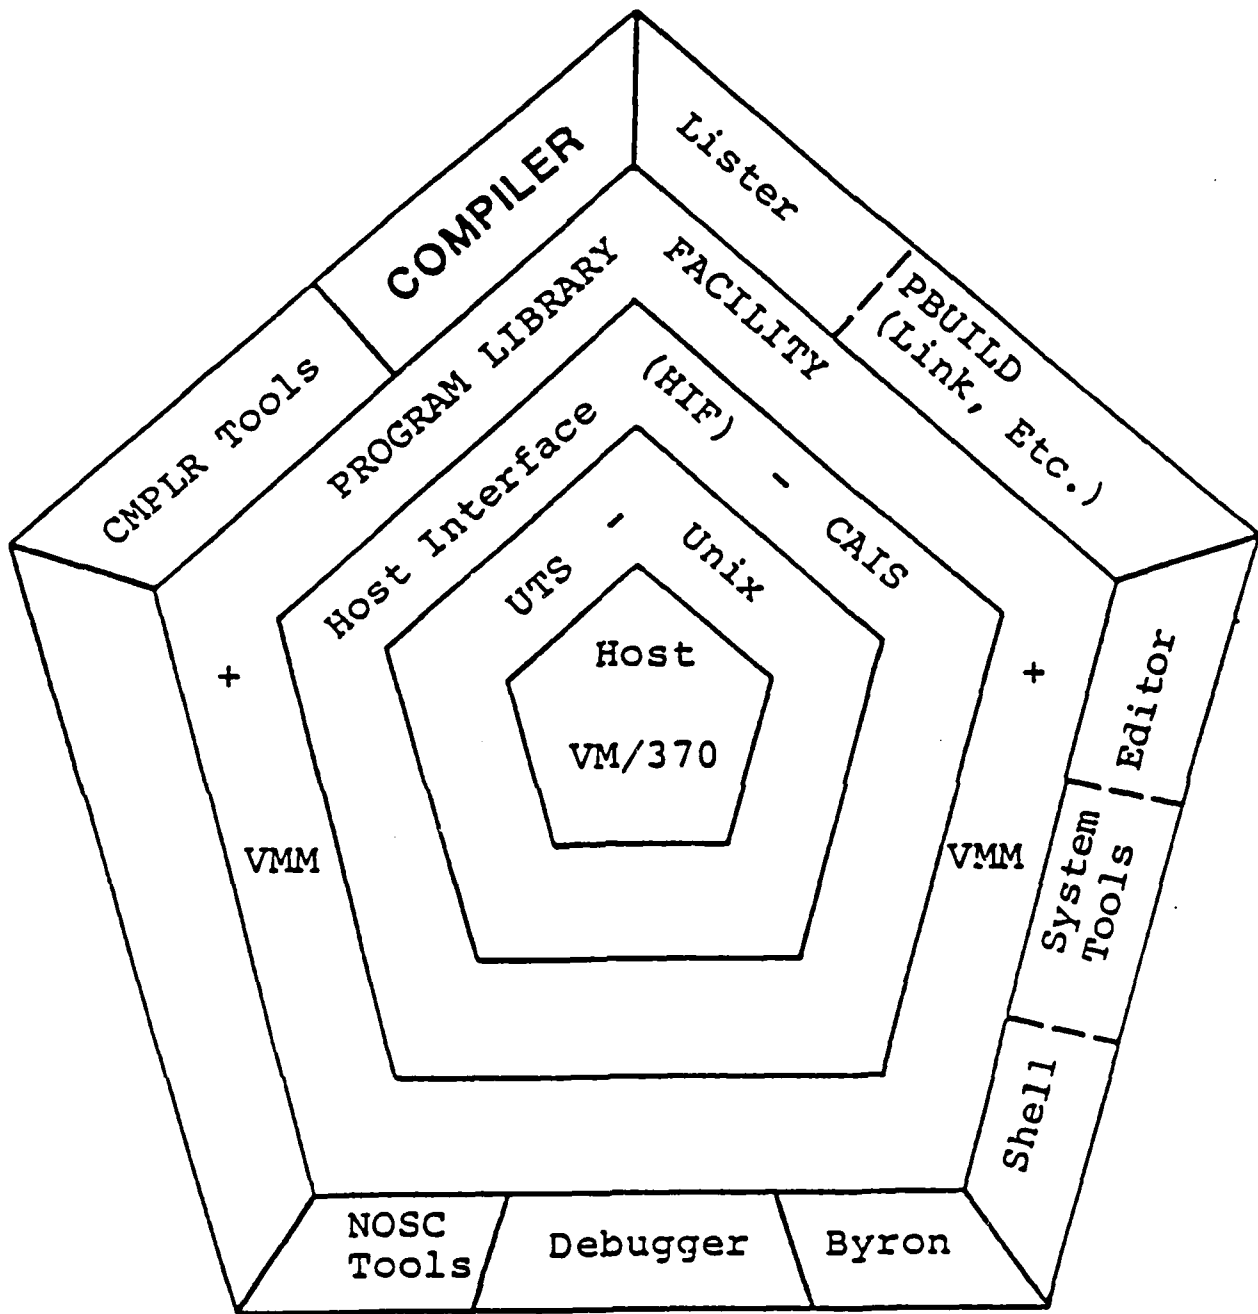 COMPILER
Lister
CMPLR Tools
PBUILD
(Link, Etc.)
PROGRAM LIBRARY FACILITY
Host Interface (HIF) - CAIS
UTS - Unix
Host
VM/370
+
+
VMM
VMM
Editor
System
Tools
Shell
NOSC
Tools
Debugger
Byron